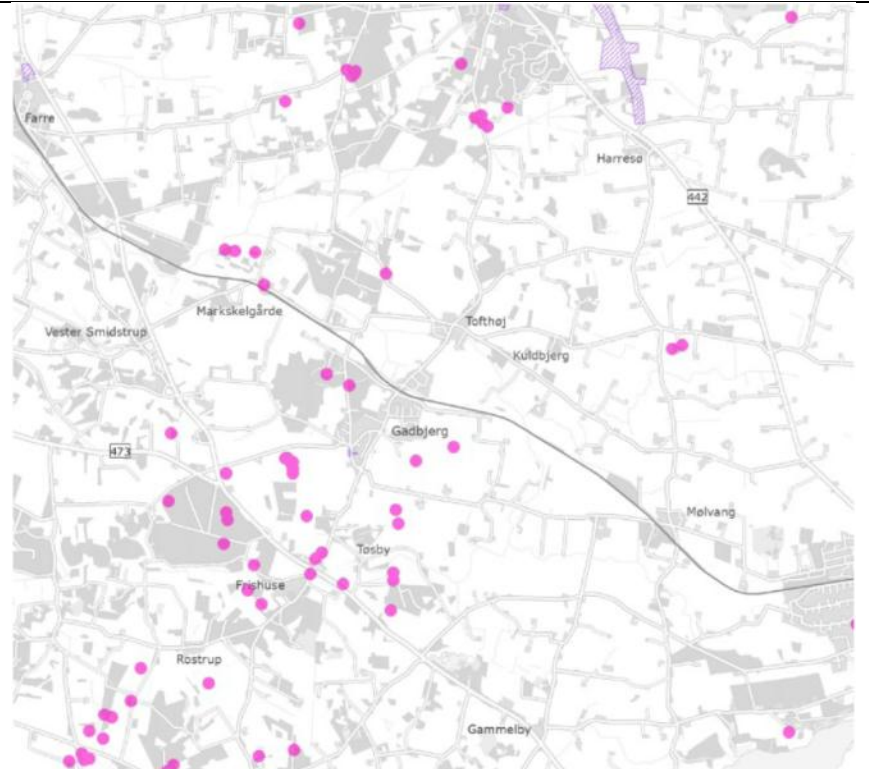 Farre
Harresø
442
Markskelgårde
Tofthøj
Vester Smidstrup
Kuldbjerg
Gadbjerg
473
Mølvang
Tøsby
Frishuse
Rostrup
Gammelby